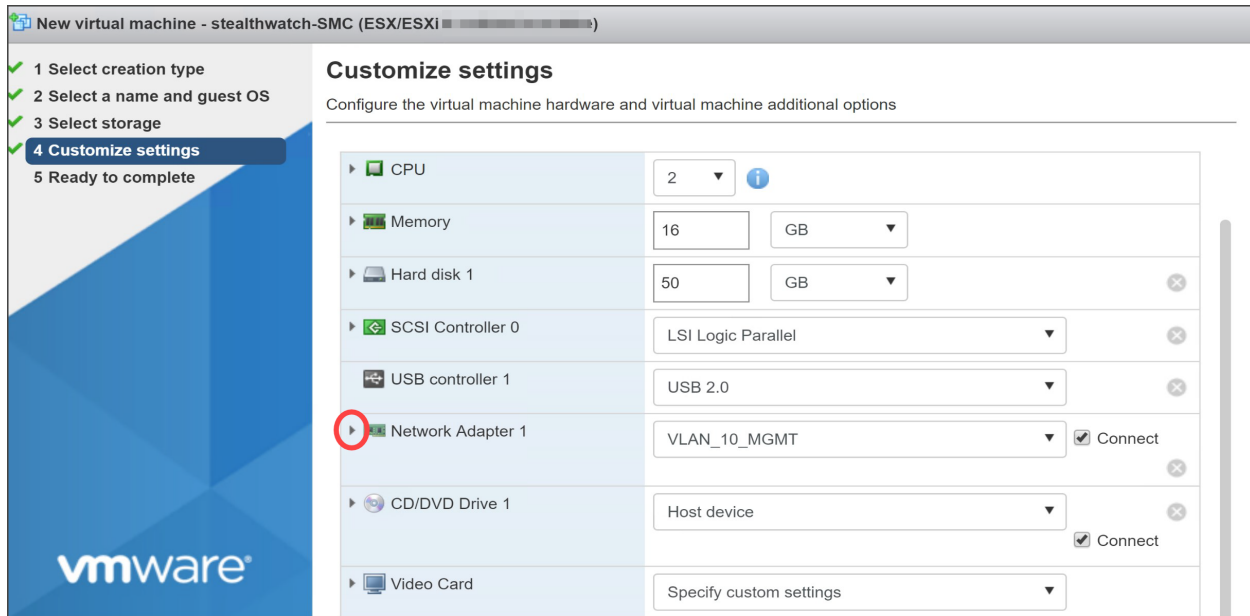 New virtual machine - stealthwatch-SMC (ESX/ESXi )
1 Select creation type
2 Select a name and guest OS
3 Select storage
4 Customize settings
5 Ready to complete
vmware®
Customize settings
Configure the virtual machine hardware and virtual machine additional options
CPU 2
Memory 16 GB
Hard disk 1 50 GB
SCSI Controller 0 LSI Logic Parallel
USB controller 1 USB 2.0
Network Adapter 1 VLAN_10_MGMT Connect
CD/DVD Drive 1 Host device
Connect
Video Card Specify custom settings